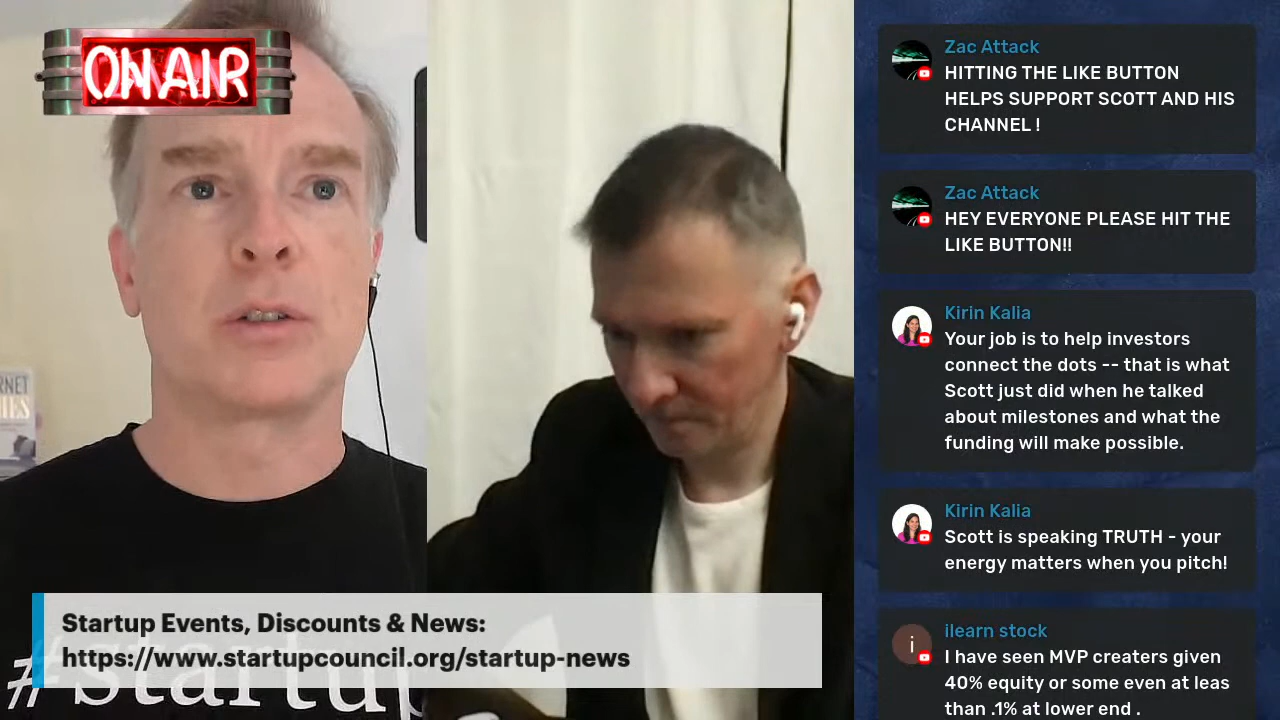 ON AIR
#startup
Startup Events, Discounts & News:
https://www.startupcouncil.org/startup-news
Zac Attack
HITTING THE LIKE BUTTON
HELPS SUPPORT SCOTT AND HIS
CHANNEL !
Zac Attack
HEY EVERYONE PLEASE HIT THE
LIKE BUTTON!!
Kirin Kalia
Your job is to help investors
connect the dots -- that is what
Scott just did when he talked
about milestones and what the
funding will make possible.
Kirin Kalia
Scott is speaking TRUTH - your
energy matters when you pitch!
i
ilearn stock
I have seen MVP creaters given
40% equity or some even at leas
than .1% at lower end .